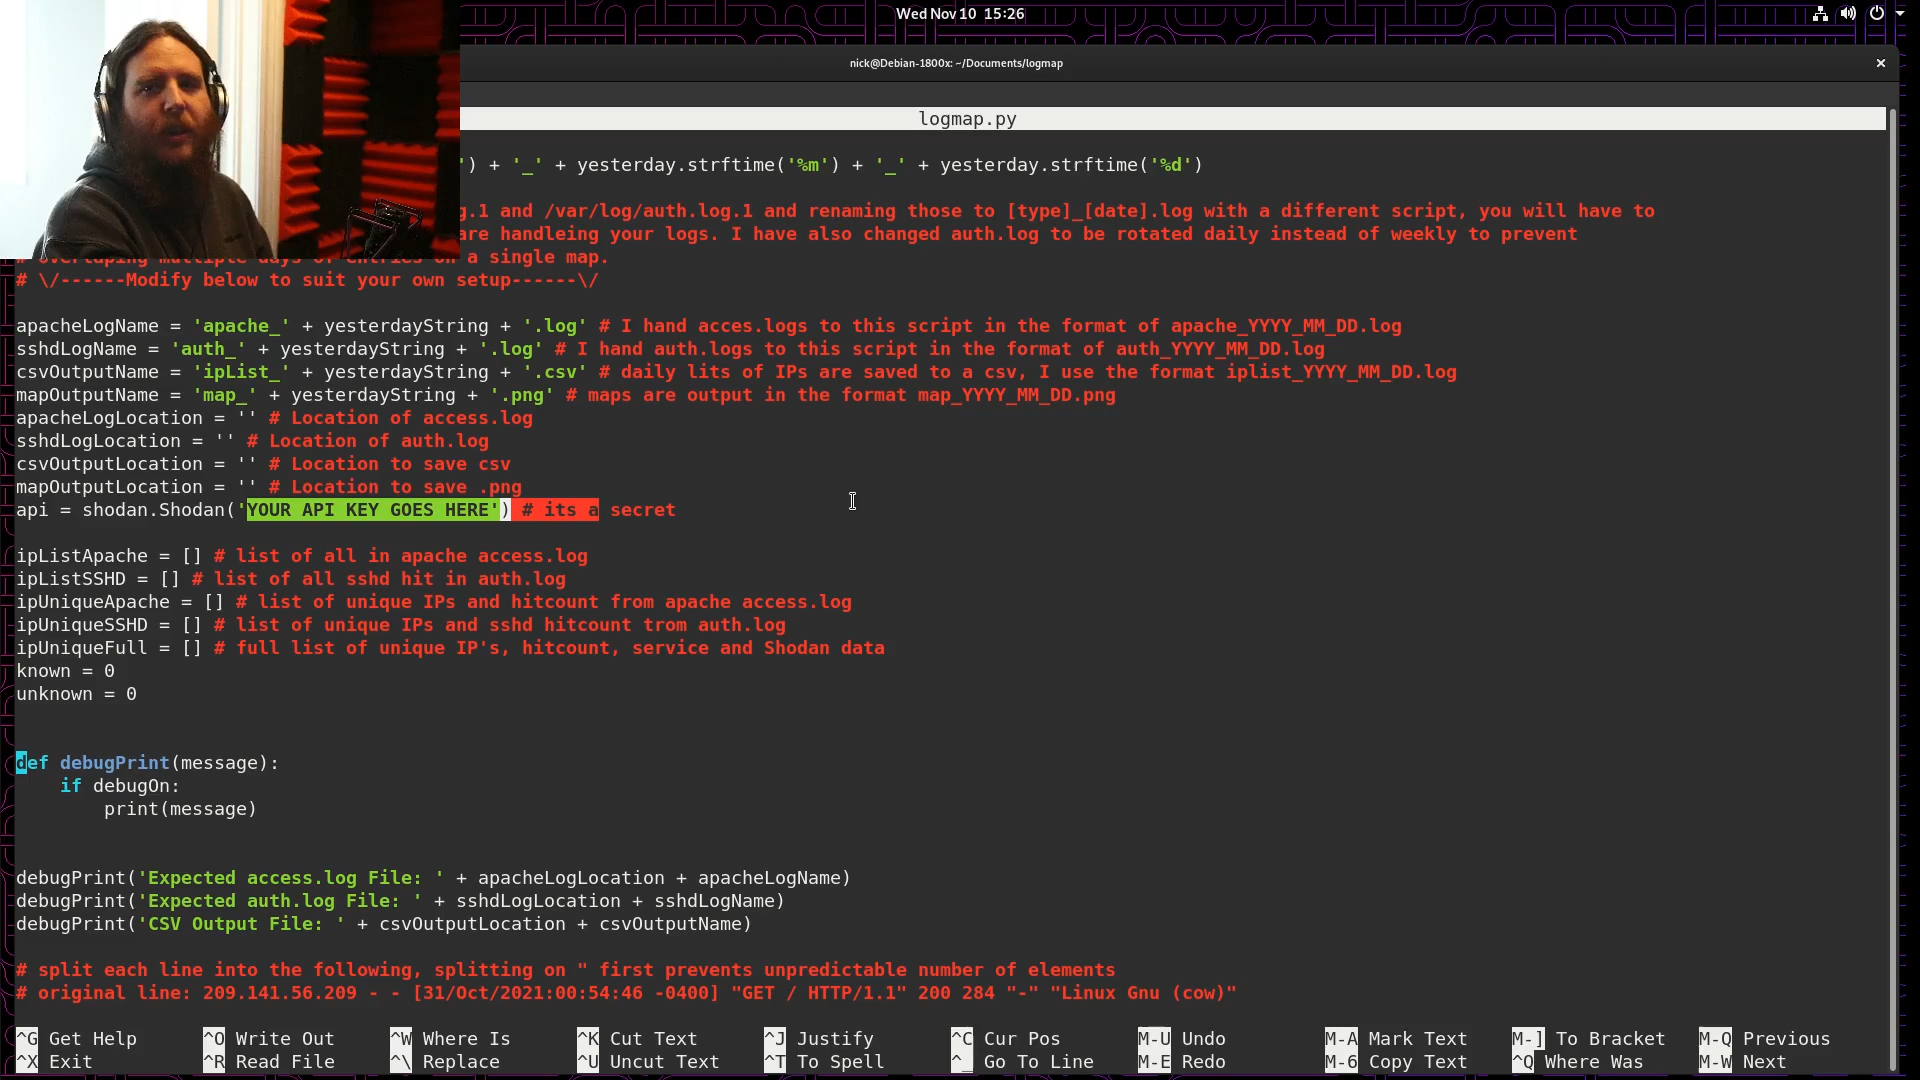 Wed Nov 10 15:26
nick@Debian-1800x: ~/Documents/logmap
logmap.py
') + '_' + yesterday.strftime('%m') + '_' + yesterday.strftime('%d')
g.1 and /var/log/auth.log.1 and renaming those to [type]_[date].log with a different script, you will have to
are handleing your logs. I have also changed auth.log to be rotated daily instead of weekly to prevent
a single map.
# \/------Modify below to suit your own setup------\/
apacheLogName = 'apache_' + yesterdayString + '.log' # I hand acces.logs to this script in the format of apache_YYYY_MM_DD.log
sshdLogName = 'auth_' + yesterdayString + '.log' # I hand auth.logs to this script in the format of auth_YYYY_MM_DD.log
csvOutputName = 'ipList_' + yesterdayString + '.csv' # daily lits of IPs are saved to a csv, I use the format iplist_YYYY_MM_DD.log
mapOutputName = 'map_' + yesterdayString + '.png' # maps are output in the format map_YYYY_MM_DD.png
apacheLogLocation = '' # Location of access.log
sshdLogLocation = '' # Location of auth.log
csvOutputLocation = '' # Location to save csv
mapOutputLocation = '' # Location to save .png
api = shodan.Shodan('YOUR API KEY GOES HERE') # its a secret
ipListApache = [] # list of all in apache access.log
ipListSSHD = [] # list of all sshd hit in auth.log
ipUniqueApache = [] # list of unique IPs and hitcount from apache access.log
ipUniqueSSHD = [] # list of unique IPs and sshd hitcount trom auth.log
ipUniqueFull = [] # full list of unique IP's, hitcount, service and Shodan data
known = 0
unknown = 0
def debugPrint(message):
    if debugOn:
        print(message)
debugPrint('Expected access.log File: ' + apacheLogLocation + apacheLogName)
debugPrint('Expected auth.log File: ' + sshdLogLocation + sshdLogName)
debugPrint('CSV Output File: ' + csvOutputLocation + csvOutputName)
# split each line into the following, splitting on " first prevents unpredictable number of elements
# original line: 209.141.56.209 - - [31/Oct/2021:00:54:46 -0400] "GET / HTTP/1.1" 200 284 "-" "Linux Gnu (cow)"
^G Get Help ^O Write Out ^W Where Is ^K Cut Text ^J Justify ^C Cur Pos M-U Undo M-A Mark Text M-] To Bracket M-Q Previous
^X Exit ^R Read File ^\ Replace ^U Uncut Text ^T To Spell ^_ Go To Line M-E Redo M-6 Copy Text ^Q Where Was M-W Next